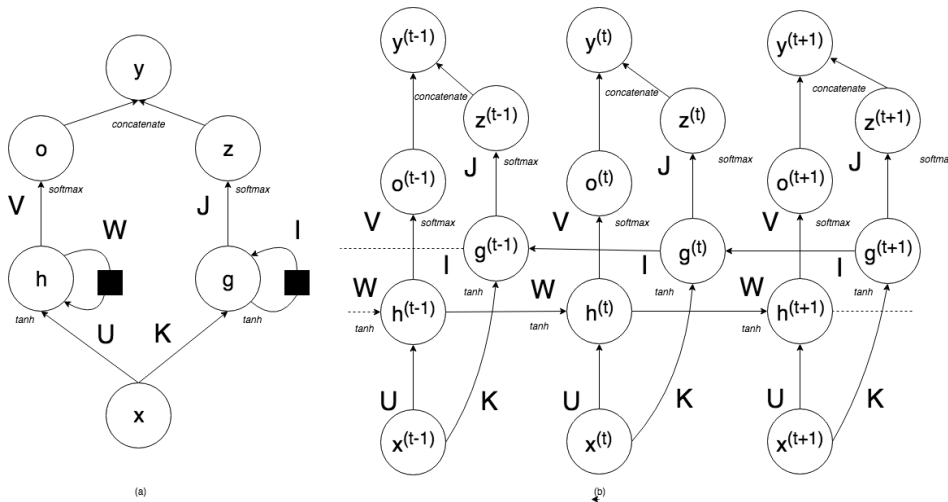 y
concatenate
o
z
softmax
softmax
V
J
W
I
h
g
tanh
tanh
U
K
x
(a)
y(t-1)
y(t)
y(t+1)
concatenate
concatenate
concatenate
z(t-1)
z(t)
z(t+1)
J
softmax
J
softmax
J
softmax
o(t-1)
o(t)
o(t+1)
V
softmax
V
softmax
V
softmax
g(t-1)
g(t)
g(t+1)
I
I
I
tanh
tanh
tanh
W
W
W
h(t-1)
h(t)
h(t+1)
tanh
tanh
tanh
U
K
U
K
U
K
x(t-1)
x(t)
x(t+1)
(b)